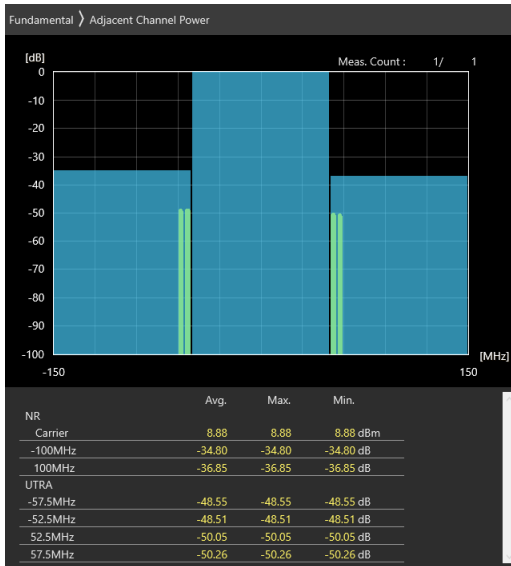 Fundamental 〉 Adjacent Channel Power
[dB]
Meas. Count : 1/ 1
0
-10
-20
-30
-40
-50
-60
-70
-80
-90
-100
[MHz]
-150 150
Avg. Max. Min.
NR
Carrier 8.88 8.88 8.88 dBm
-100MHz -34.80 -34.80 -34.80 dB
100MHz -36.85 -36.85 -36.85 dB
UTRA
-57.5MHz -48.55 -48.55 -48.55 dB
-52.5MHz -48.51 -48.51 -48.51 dB
52.5MHz -50.05 -50.05 -50.05 dB
57.5MHz -50.26 -50.26 -50.26 dB